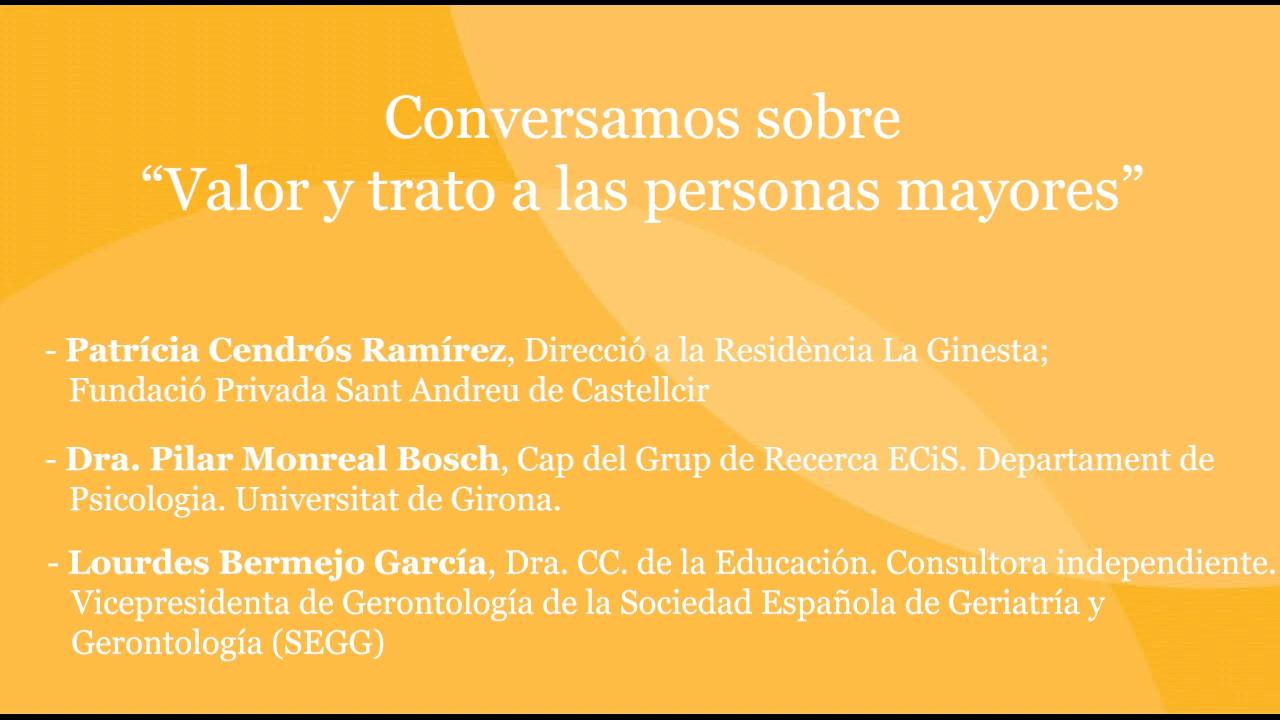 Conversamos sobre
“Valor y trato a las personas mayores”
- Patrícia Cendrós Ramírez, Direcció a la Residència La Ginesta;
Fundació Privada Sant Andreu de Castellcir
- Dra. Pilar Monreal Bosch, Cap del Grup de Recerca ECiS. Departament de
Psicologia. Universitat de Girona.
- Lourdes Bermejo García, Dra. CC. de la Educación. Consultora independiente.
Vicepresidenta de Gerontología de la Sociedad Española de Geriatría y
Gerontología (SEGG)